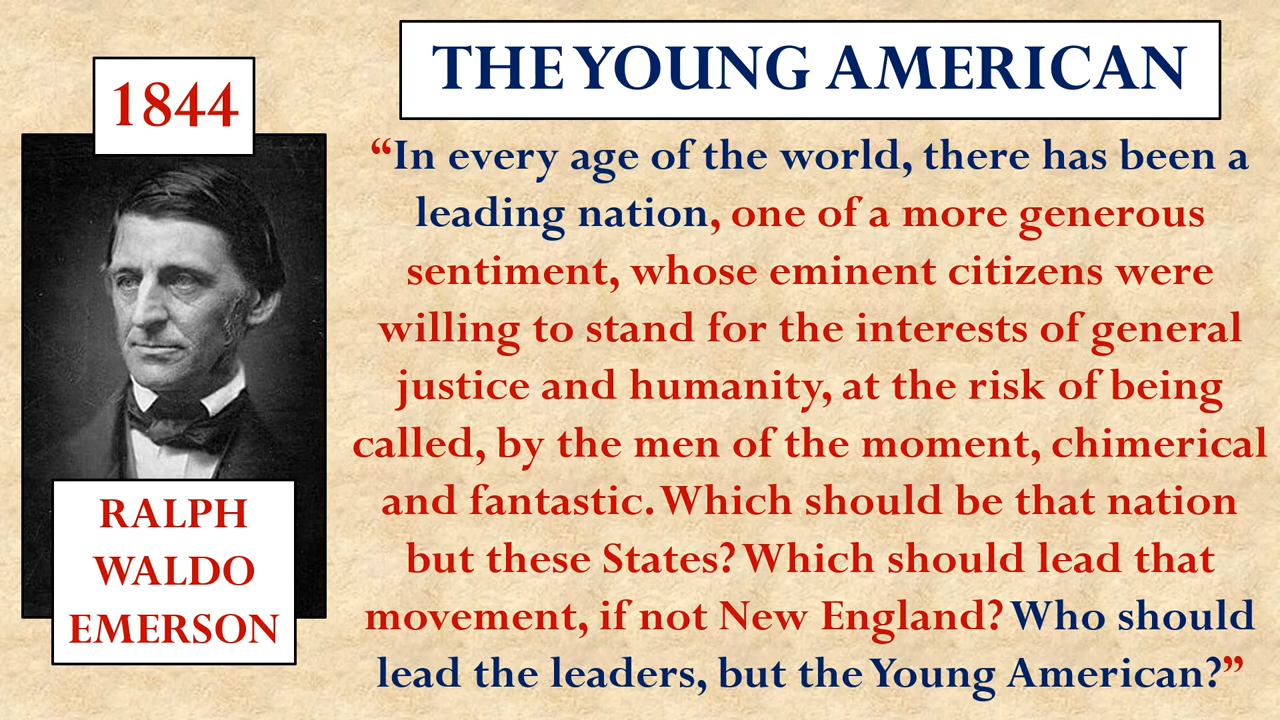 THE YOUNG AMERICAN
1844
RALPH
WALDO
EMERSON
“In every age of the world, there has been a
leading nation, one of a more generous
sentiment, whose eminent citizens were
willing to stand for the interests of general
justice and humanity, at the risk of being
called, by the men of the moment, chimerical
and fantastic. Which should be that nation
but these States? Which should lead that
movement, if not New England? Who should
lead the leaders, but the Young American?”